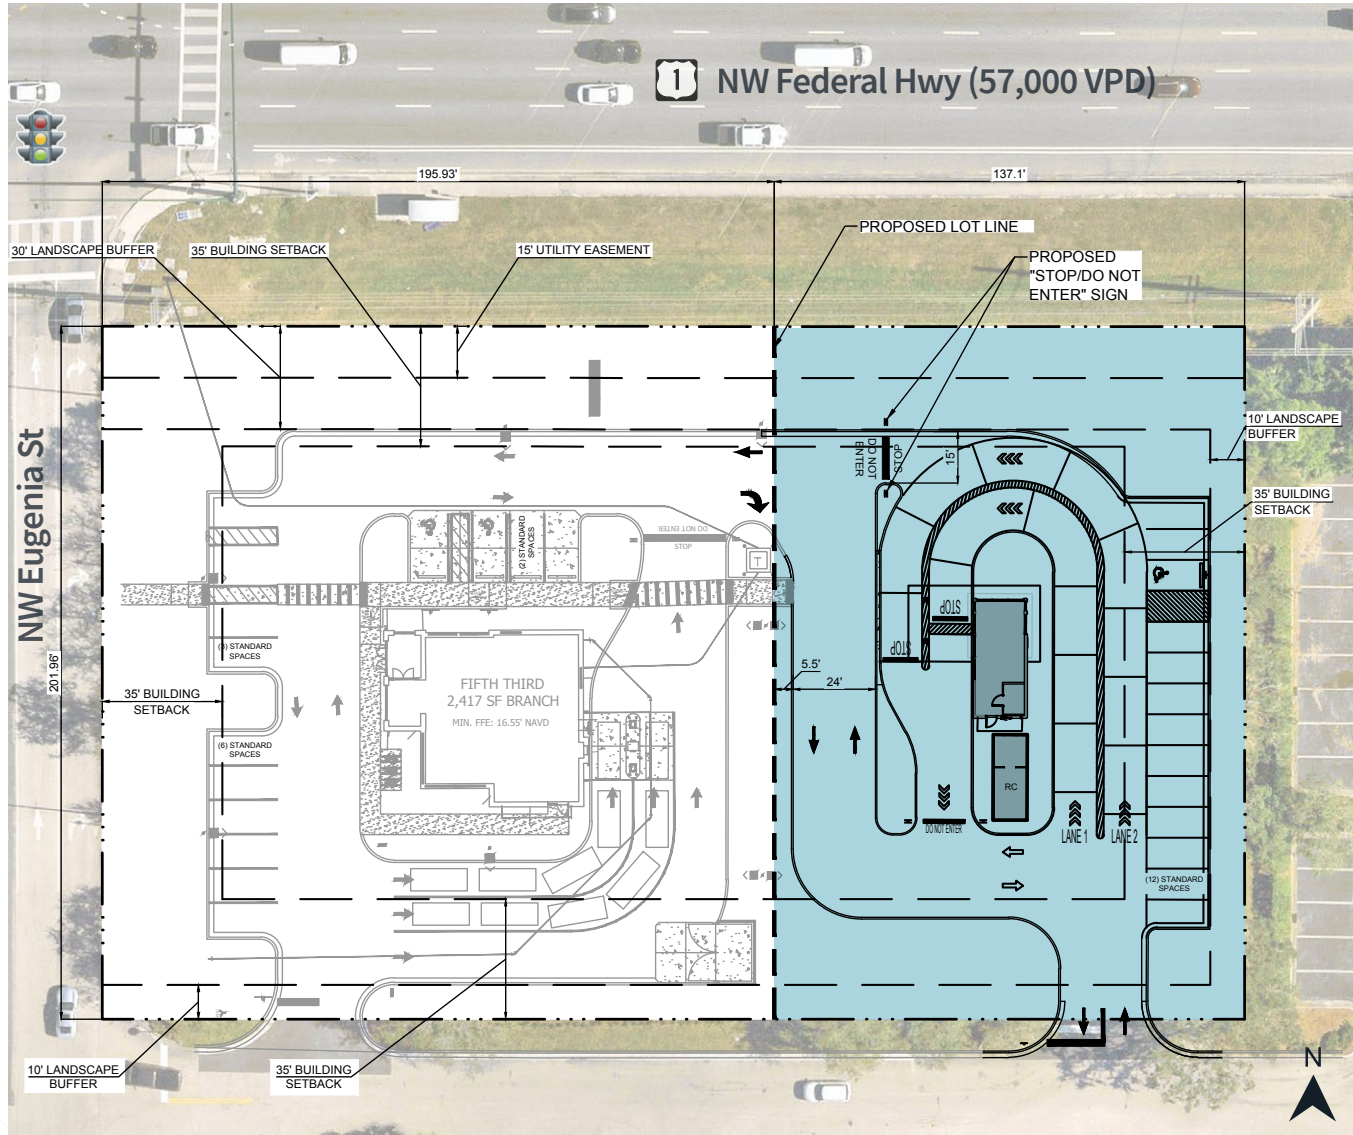 1 NW Federal Hwy (57,000 VPD)
195.93'
137.1'
PROPOSED LOT LINE
30' LANDSCAPE BUFFER
35' BUILDING SETBACK
15' UTILITY EASEMENT
PROPOSED
"STOP/DO NOT
ENTER" SIGN
10' LANDSCAPE
BUFFER
STOP
DO NOT
ENTER
15'
35' BUILDING
SETBACK
NW Eugenia St
201.96'
(2) STANDARD
SPACES
DO NOT ENTER
STOP
T
STOP
STOP
(3) STANDARD
SPACES
35' BUILDING
SETBACK
FIFTH THIRD
2,417 SF BRANCH
MIN. FFE: 16.55' NAVD
5.5'
24'
(6) STANDARD
SPACES
RC
DO NOT ENTER
LANE 1
LANE 2
(12) STANDARD
SPACES
10' LANDSCAPE
BUFFER
35' BUILDING
SETBACK
N